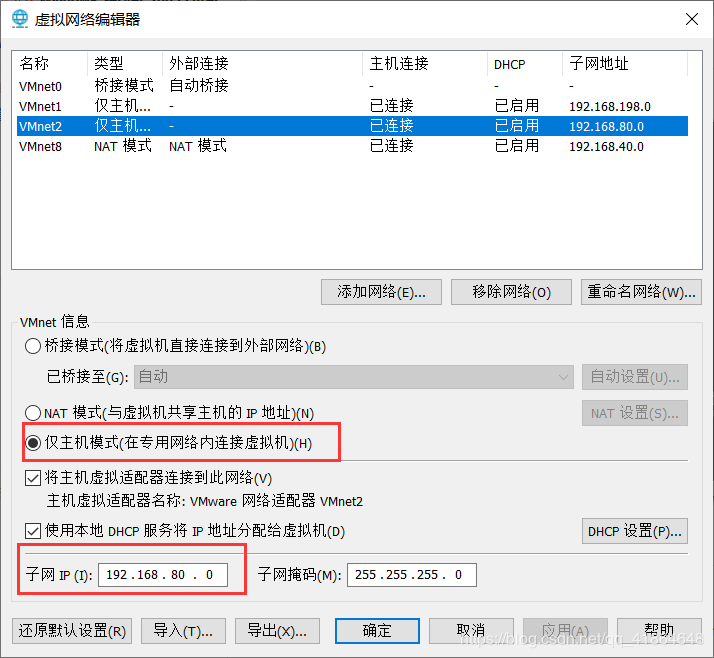 虚拟网络编辑器
名称 类型 外部连接 主机连接 DHCP 子网地址
VMnet0 桥接模式 自动桥接 - - -
VMnet1 仅主机... - 已连接 已启用 192.168.198.0
VMnet2 仅主机... - 已连接 已启用 192.168.80.0
VMnet8 NAT 模式 NAT 模式 已连接 已启用 192.168.40.0
添加网络(E)... 移除网络(O) 重命名网络(W)...
VMnet 信息
桥接模式(将虚拟机直接连接到外部网络)(B)
已桥接至(G): 自动 自动设置(U)...
NAT 模式(与虚拟机共享主机的 IP 地址)(N) NAT 设置(S)...
仅主机模式(在专用网络内连接虚拟机)(H)
将主机虚拟适配器连接到此网络(V)
主机虚拟适配器名称: VMware 网络适配器 VMnet2
使用本地 DHCP 服务将 IP 地址分配给虚拟机(D) DHCP 设置(P)...
子网 IP (I): 192.168.80.0 子网掩码(M): 255.255.255.0
还原默认设置(R) 导入(T)... 导出(X)... 确定 取消 应用(A) 帮助